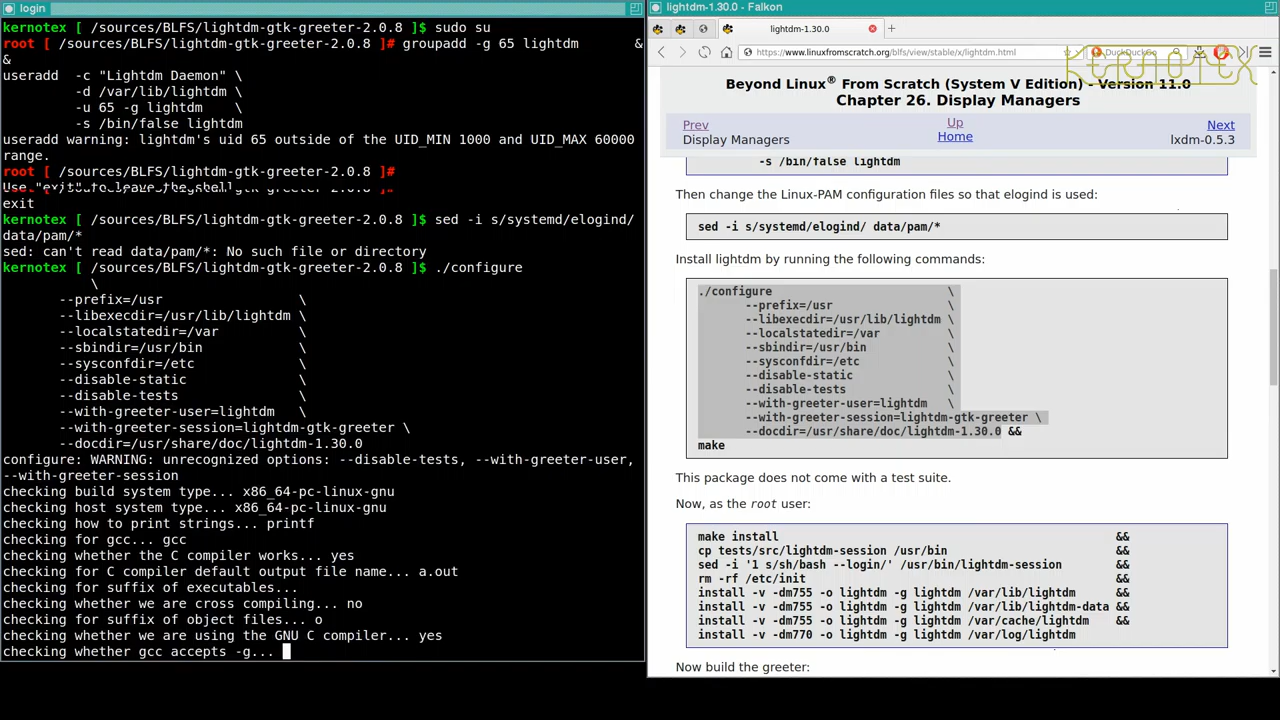 login
kernotex [ /sources/BLFS/lightdm-gtk-greeter-2.0.8 ]$ sudo su
root [ /sources/BLFS/lightdm-gtk-greeter-2.0.8 ]# groupadd -g 65 lightdm &
&
useradd -c "Lightdm Daemon" \
-d /var/lib/lightdm \
-u 65 -g lightdm \
-s /bin/false lightdm
useradd warning: lightdm's uid 65 outside of the UID_MIN 1000 and UID_MAX 60000
range.
root [ /sources/BLFS/lightdm-gtk-greeter-2.0.8 ]#
Use "exit" to leave the shell
exit
kernotex [ /sources/BLFS/lightdm-gtk-greeter-2.0.8 ]$ sed -i s/systemd/elogind/
data/pam/*
sed: can't read data/pam/*: No such file or directory
kernotex [ /sources/BLFS/lightdm-gtk-greeter-2.0.8 ]$ ./configure
\
--prefix=/usr \
--libexecdir=/usr/lib/lightdm \
--localstatedir=/var \
--sbindir=/usr/bin \
--sysconfdir=/etc \
--disable-static \
--disable-tests \
--with-greeter-user=lightdm \
--with-greeter-session=lightdm-gtk-greeter \
--docdir=/usr/share/doc/lightdm-1.30.0
configure: WARNING: unrecognized options: --disable-tests, --with-greeter-user,
--with-greeter-session
checking build system type... x86_64-pc-linux-gnu
checking host system type... x86_64-pc-linux-gnu
checking how to print strings... printf
checking for gcc... gcc
checking whether the C compiler works... yes
checking for C compiler default output file name... a.out
checking for suffix of executables...
checking whether we are cross compiling... no
checking for suffix of object files... o
checking whether we are using the GNU C compiler... yes
checking whether gcc accepts -g...
lightdm-1.30.0 - Falkon
lightdm-1.30.0
https://www.linuxfromscratch.org/blfs/view/stable/x/lightdm.html
DuckDuckGo
KERNOTEX
Beyond Linux® From Scratch (System V Edition) - Version 11.0
Chapter 26. Display Managers
Prev
Up
Next
Display Managers
Home
lxdm-0.5.3
-s /bin/false lightdm
Then change the Linux-PAM configuration files so that elogind is used:
sed -i s/systemd/elogind/ data/pam/*
Install lightdm by running the following commands:
./configure \
--prefix=/usr \
--libexecdir=/usr/lib/lightdm \
--localstatedir=/var \
--sbindir=/usr/bin \
--sysconfdir=/etc \
--disable-static \
--disable-tests \
--with-greeter-user=lightdm \
--with-greeter-session=lightdm-gtk-greeter \
--docdir=/usr/share/doc/lightdm-1.30.0 &&
make
This package does not come with a test suite.
Now, as the root user:
make install &&
cp tests/src/lightdm-session /usr/bin &&
sed -i '1 s/sh/bash --login/' /usr/bin/lightdm-session &&
rm -rf /etc/init &&
install -v -dm755 -o lightdm -g lightdm /var/lib/lightdm &&
install -v -dm755 -o lightdm -g lightdm /var/lib/lightdm-data &&
install -v -dm755 -o lightdm -g lightdm /var/cache/lightdm &&
install -v -dm770 -o lightdm -g lightdm /var/log/lightdm
Now build the greeter: